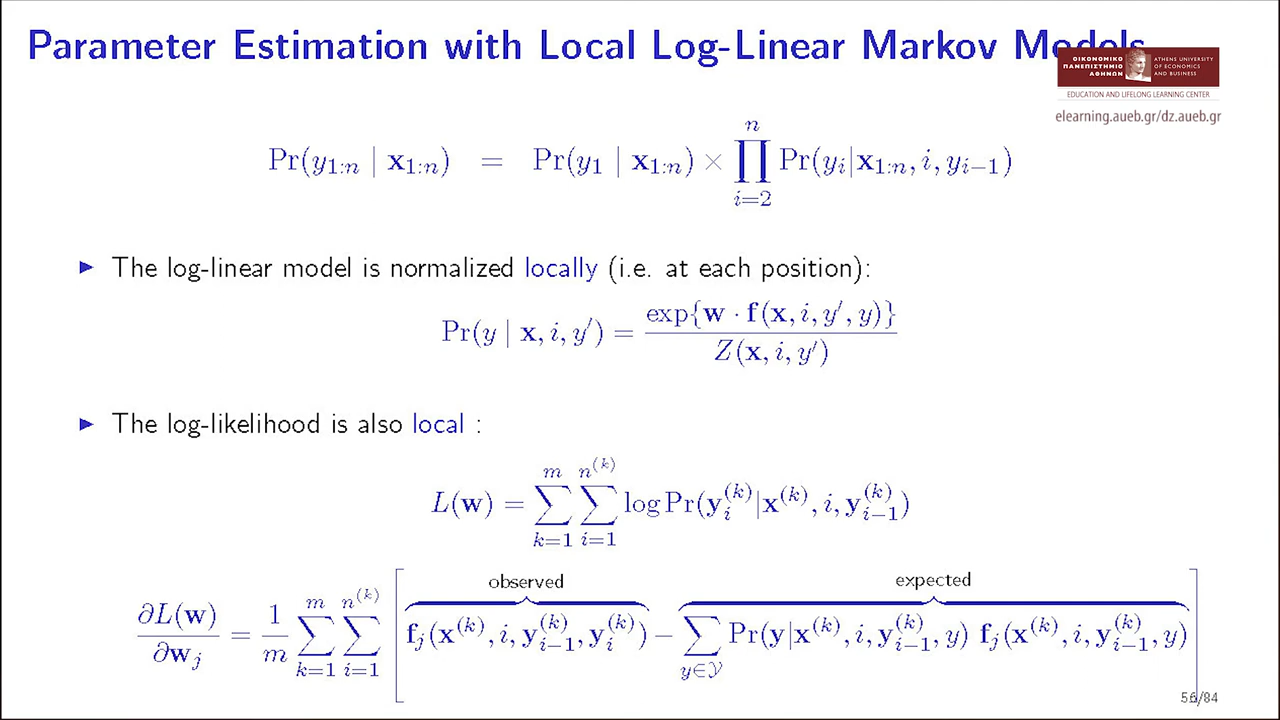 Parameter Estimation with Local Log-Linear Markov Models
ΟΙΚΟΝΟΜΙΚΟ ΠΑΝΕΠΙΣΤΗΜΙΟ ΑΘΗΝΩΝ
ATHENS UNIVERSITY OF ECONOMICS AND BUSINESS
EDUCATION AND LIFELONG LEARNING CENTER
elearning.aueb.gr/dz.aueb.gr
Pr(y_{1:n} | x_{1:n}) = Pr(y_1 | x_{1:n}) × ∏_{i=2}^{n} Pr(y_i|x_{1:n}, i, y_{i−1})
▶ The log-linear model is normalized locally (i.e. at each position):
Pr(y | x, i, y′) = exp{w · f(x, i, y′, y)} / Z(x, i, y′)
▶ The log-likelihood is also local :
L(w) = ∑_{k=1}^{m} ∑_{i=1}^{n^{(k)}} log Pr(y_i^{(k)}|x^{(k)}, i, y_{i−1}^{(k)})
observed expected
∂L(w)/∂w_j = 1/m ∑_{k=1}^{m} ∑_{i=1}^{n^{(k)}} [ f_j(x^{(k)}, i, y_{i−1}^{(k)}, y_i^{(k)}) − ∑_{y∈𝒴} Pr(y|x^{(k)}, i, y_{i−1}^{(k)}, y) f_j(x^{(k)}, i, y_{i−1}^{(k)}, y) ]